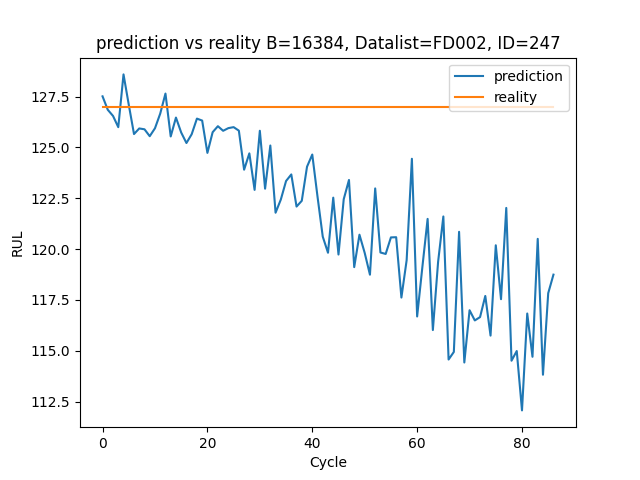 prediction vs reality B=16384, Datalist=FD002, ID=247
prediction
reality
127.5
125.0
122.5
120.0
117.5
115.0
112.5
RUL
0 20 40 60 80
Cycle